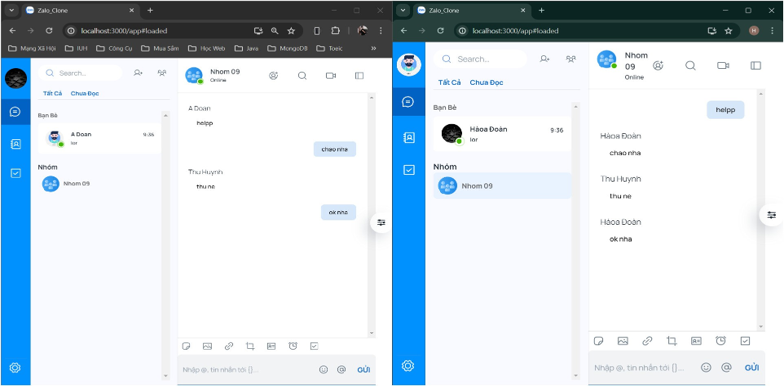 Zalo_Clone
localhost:3000/app#loaded
Mạng Xã Hội
IUH
Công Cụ
Mua Sắm
Học Web
Java
MongoDB
Toeic
Search...
Tất Cả
Chưa Đọc
Bạn Bè
A Doan
9:36
ior
Nhóm
Nhom 09
Nhom 09
Online
A Doan
helpp
chao nha
Thu Huynh
thu ne
ok nha
Nhập @, tin nhắn tới []...
GỬI
Zalo_Clone
localhost:3000/app#loaded
H
Search...
Tất Cả
Chưa Đọc
Bạn Bè
Hàoa Đoàn
9:36
ior
Nhóm
Nhom 09
Nhom
09
Online
helpp
Hàoa Đoàn
chao nha
Thu Huynh
thu ne
Hàoa Đoàn
ok nha
Nhập @, tin nhắn tới []...
GỬI